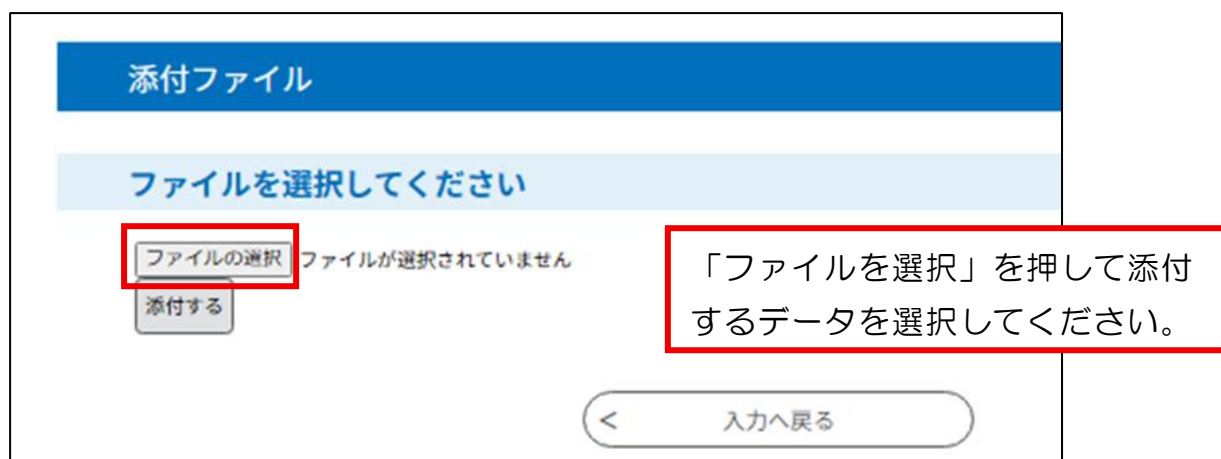 添付ファイル
ファイルを選択してください
ファイルの選択 ファイルが選択されていません
添付する
「ファイルを選択」を押して添付
するデータを選択してください。
< 入力へ戻る